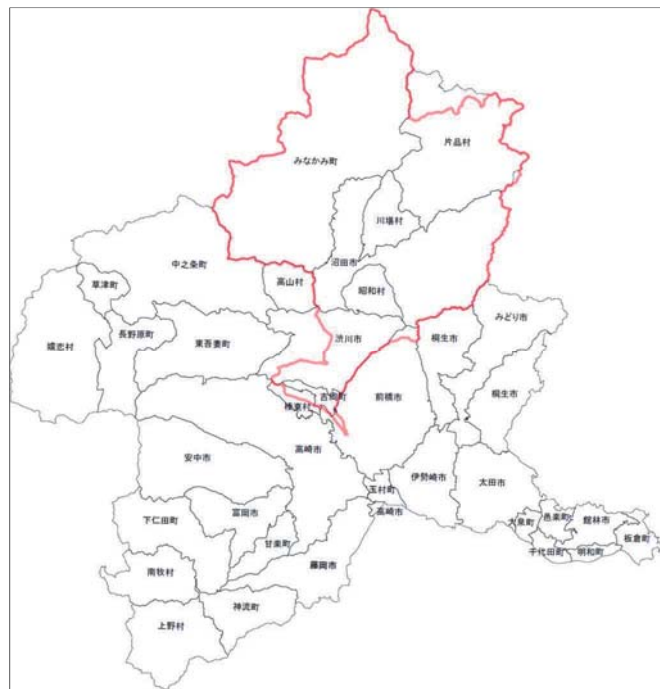 片品村
みなかみ町
川場村
沼田市
中之条町
高山村
昭和村
草津町
みどり市
嬬恋村
長野原町
東吾妻町
渋川市
桐生市
吉岡町
前橋市
桐生市
榛東村
高崎市
安中市
伊勢崎市
太田市
玉村町
高崎市
富岡市
下仁田町
大泉町
邑楽町
館林市
板倉町
甘楽町
千代田町
明和町
藤岡市
南牧村
神流町
上野村